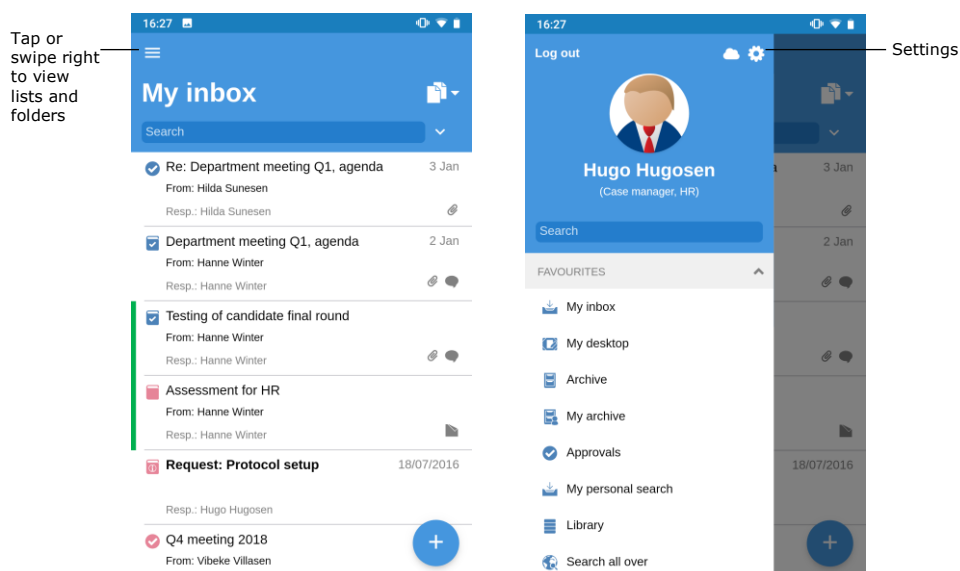 Tap or
swipe right
to view
lists and
folders
16:27
My inbox
Search
Re: Department meeting Q1, agenda 3 Jan
From: Hilda Sunesen
Resp.: Hilda Sunesen
Department meeting Q1, agenda 2 Jan
From: Hanne Winter
Resp.: Hanne Winter
Testing of candidate final round
From: Hanne Winter
Resp.: Hanne Winter
Assessment for HR
From: Hanne Winter
Resp.: Hanne Winter
Request: Protocol setup 18/07/2016
Resp.: Hugo Hugosen
Q4 meeting 2018
From: Vibeke Villasen
16:27
Log out
Settings
Hugo Hugosen
(Case manager, HR)
Search
FAVOURITES
My inbox
My desktop
Archive
My archive
Approvals
My personal search
Library
Search all over
3 Jan
2 Jan
18/07/2016